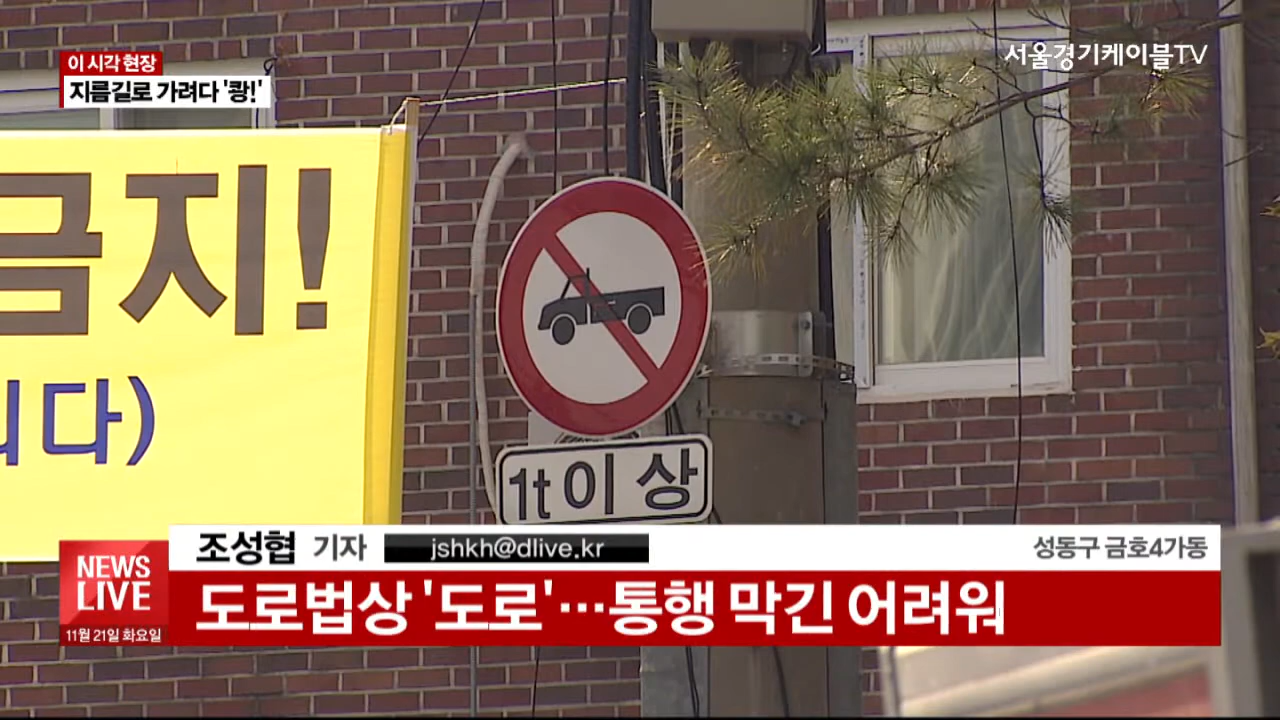 이 시각 현장
지름길로 가려다 '쾅!'
서울경기케이블TV
금지!
니다)
1t 이상
조성협 기자 jshkh@dlive.kr
성동구 금호4가동
NEWS
LIVE
11월 21일 화요일
도로법상 '도로'…통행 막긴 어려워